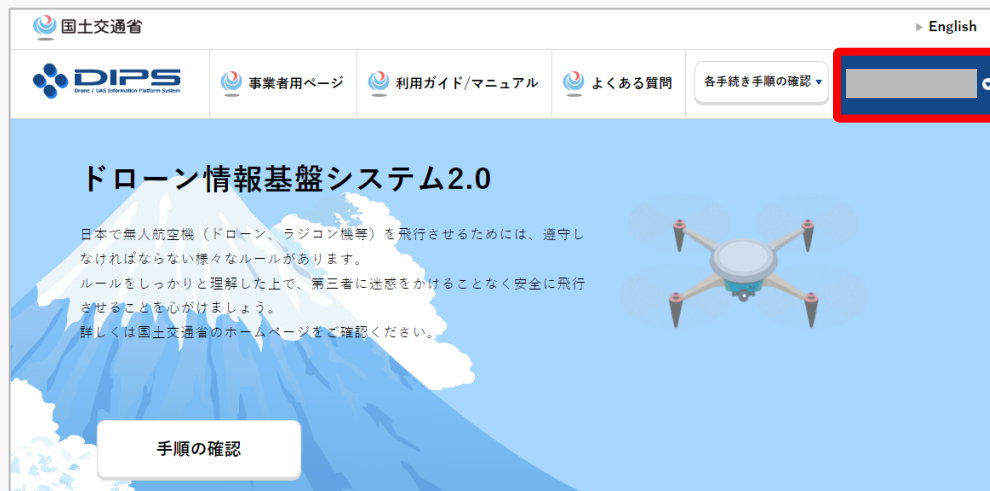 国土交通省
▶ English
DIPS
Drone / UAS Information Platform System
事業者用ページ
利用ガイド/マニュアル
よくある質問
各手続き手順の確認 ▼
ドローン情報基盤システム2.0
日本で無人航空機（ドローン、ラジコン機等）を飛行させるためには、遵守し
なければならない様々なルールがあります。
ルールをしっかりと理解した上で、第三者に迷惑をかけることなく安全に飛行
させることを心がけましょう。
詳しくは国土交通省のホームページをご確認ください。
手順の確認